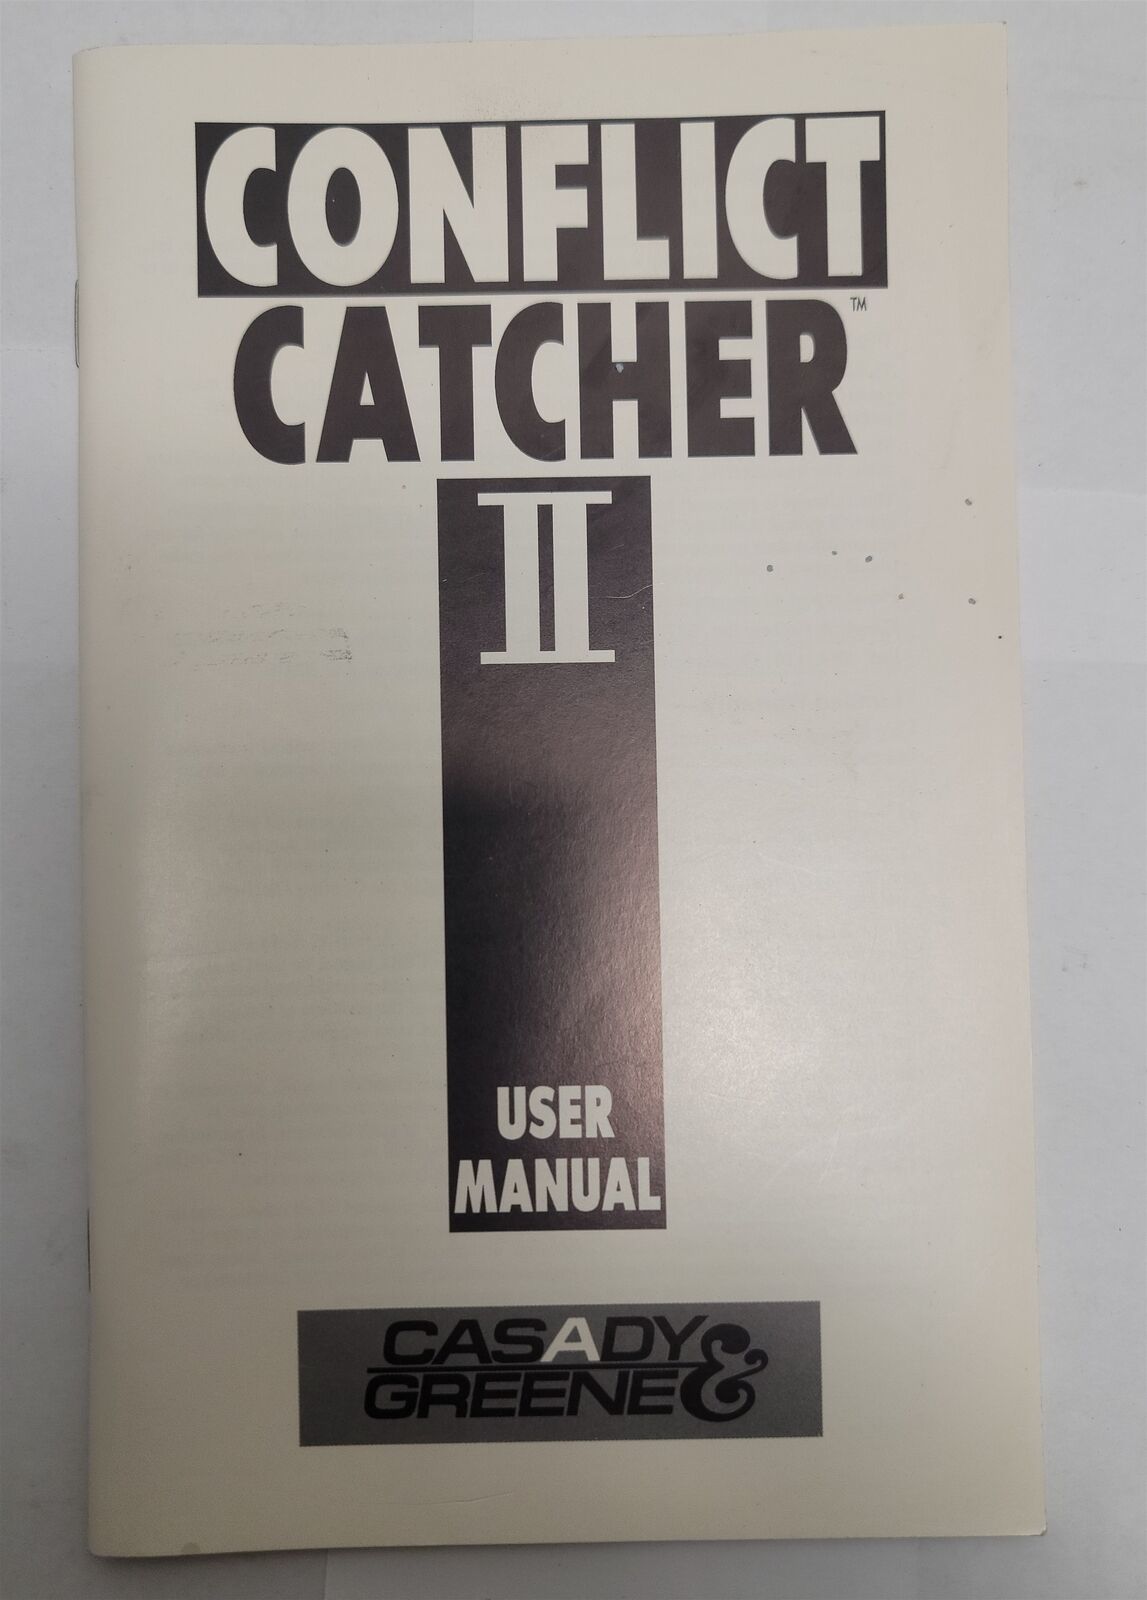 CONFLICT
CATCHER™
II
USER
MANUAL
CASADY &
GREENE